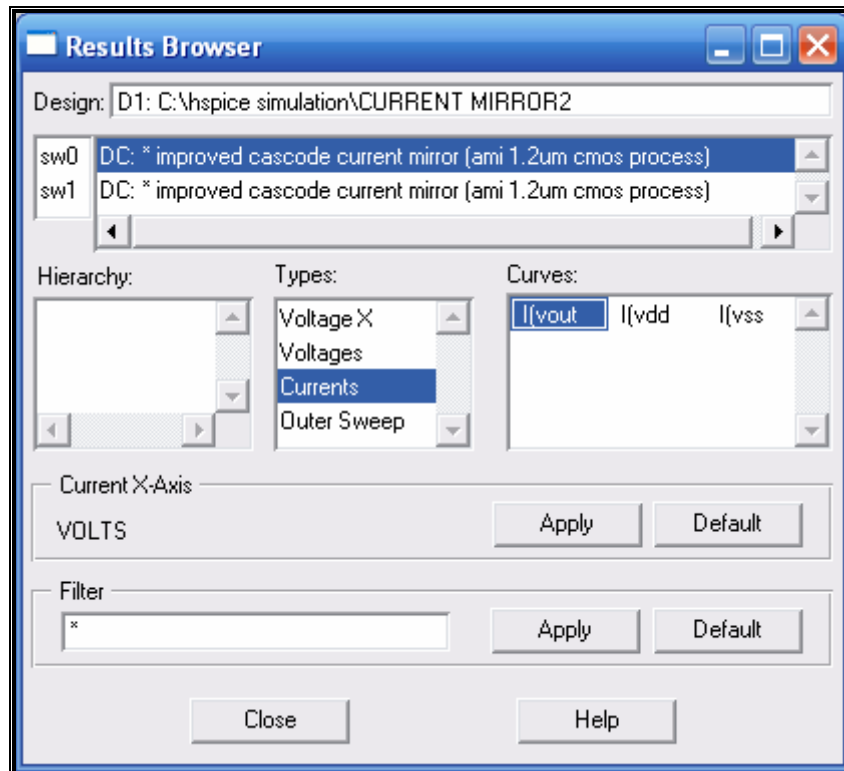 Results Browser
Design: D1: C:\hspice simulation\CURRENT MIRROR2
sw0 DC: * improved cascode current mirror (ami 1.2um cmos process)
sw1 DC: * improved cascode current mirror (ami 1.2um cmos process)
Hierarchy: Types: Curves:
Voltage X I(vout I(vdd I(vss
Voltages
Currents
Outer Sweep
Current X-Axis
VOLTS Apply Default
Filter
* Apply Default
Close Help